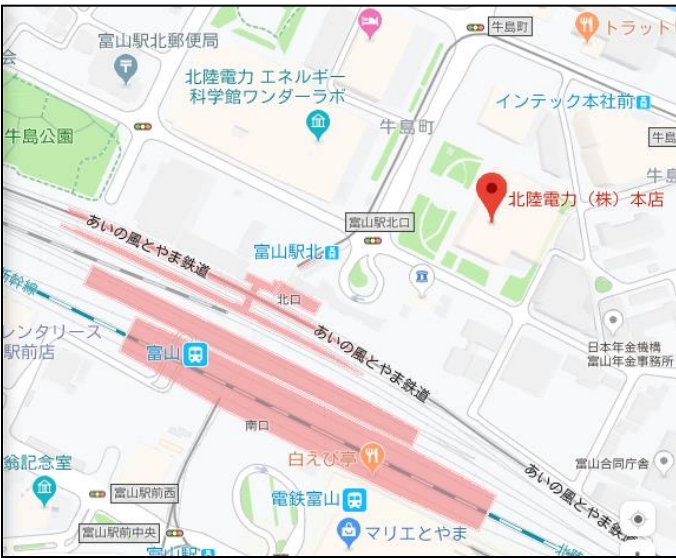 牛島町
トラット
富山駅北郵便局
会
北陸電力 エネルギー
科学館ワンダーラボ
インテック本社前
牛島公園
牛島町
牛島
牛島
北陸電力（株）本店
富山駅北口
あいの風とやま鉄道
富山駅北
北口
新幹線
あいの風とやま鉄道
レンタリース
駅前店
富山
日本年金機構
富山年金事務所
南口
白えび亭
富山合同庁舎
翁記念室
あいの風とやま鉄
富山駅前西
電鉄富山
富山駅前中央
マリエとやま
富山駅
北陸